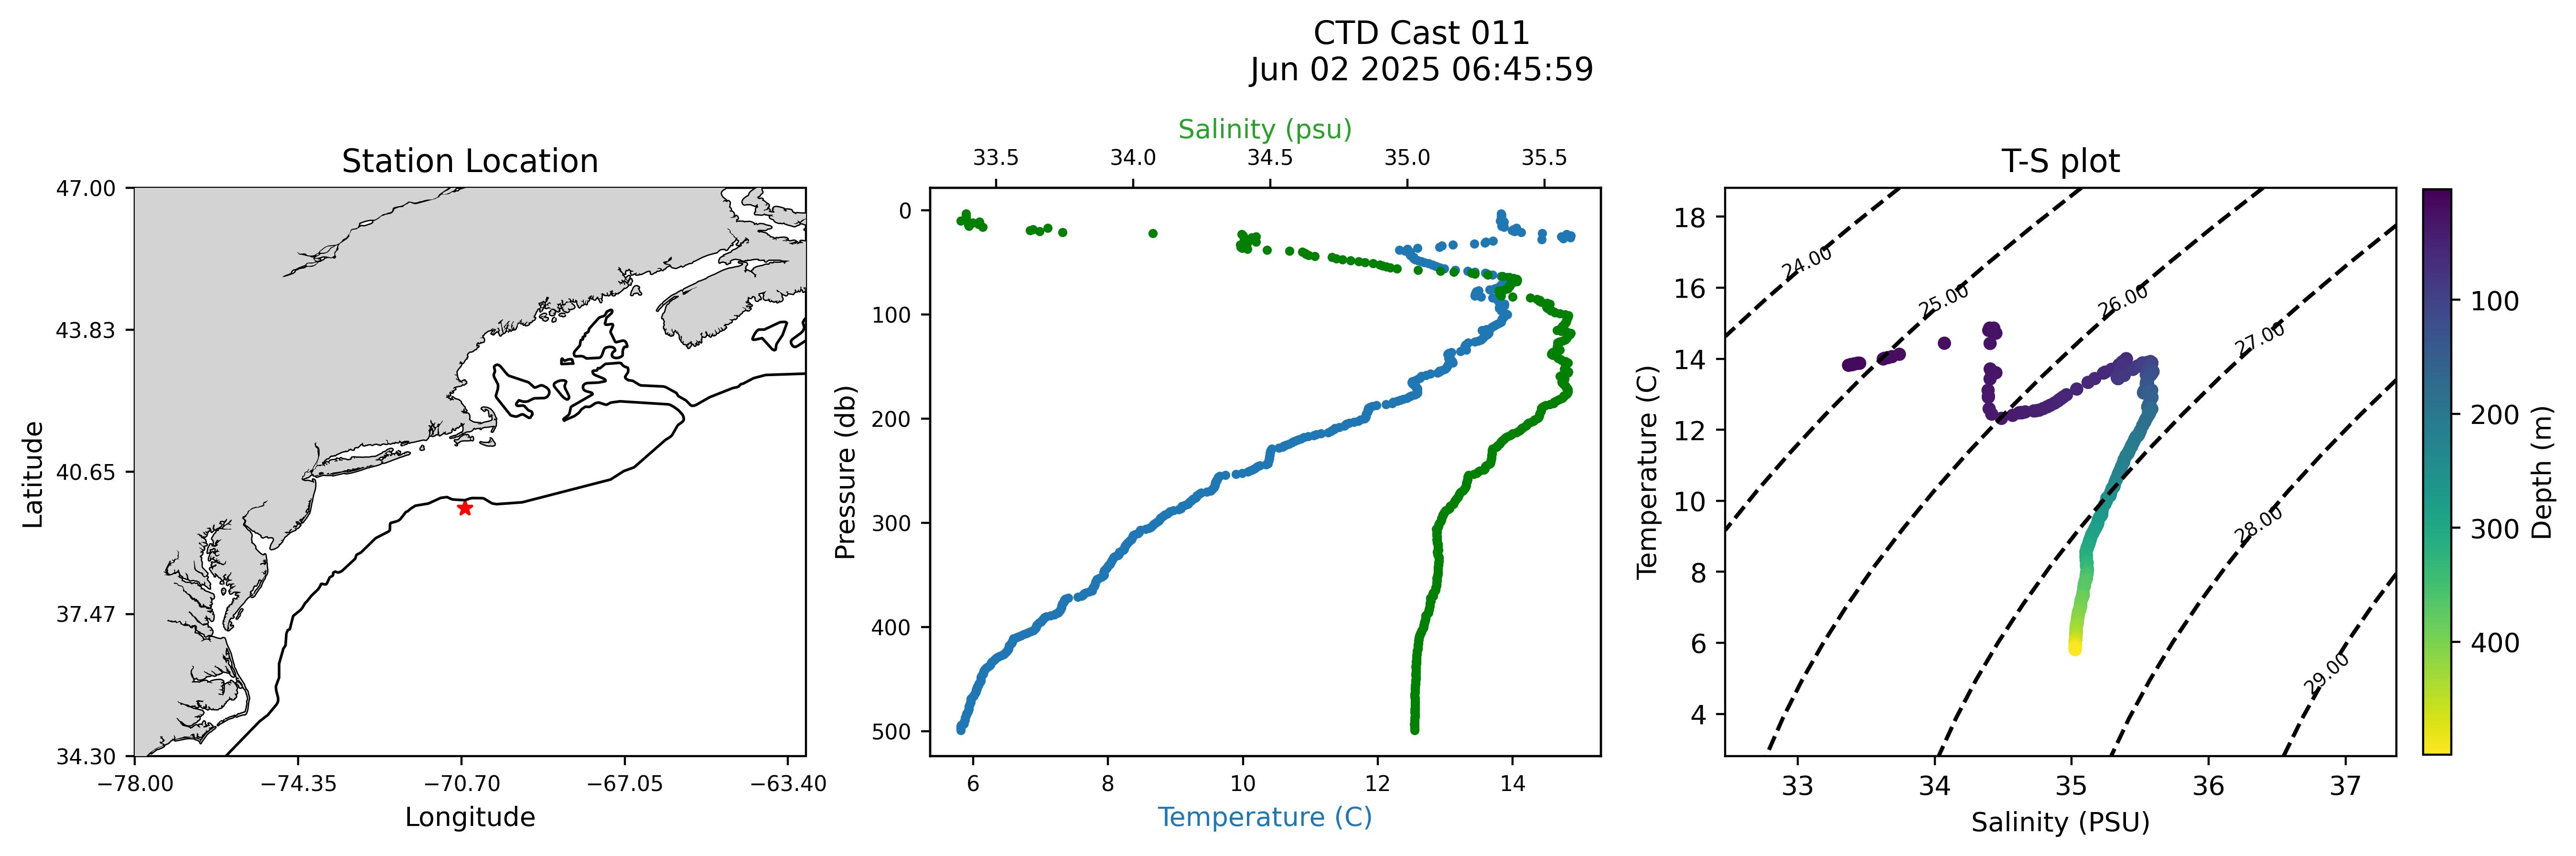 CTD Cast 011
Jun 02 2025 06:45:59
Station Location
47.00
43.83
40.65
37.47
34.30
−78.00 −74.35 −70.70 −67.05 −63.40
Latitude
Longitude
Salinity (psu)
33.5 34.0 34.5 35.0 35.5
0
100
200
300
400
500
Pressure (db)
6 8 10 12 14
Temperature (C)
T-S plot
18
16
14
12
10
8
6
4
Temperature (C)
24.00
25.00
26.00
27.00
28.00
29.00
33 34 35 36 37
Salinity (PSU)
100
200
300
400
Depth (m)